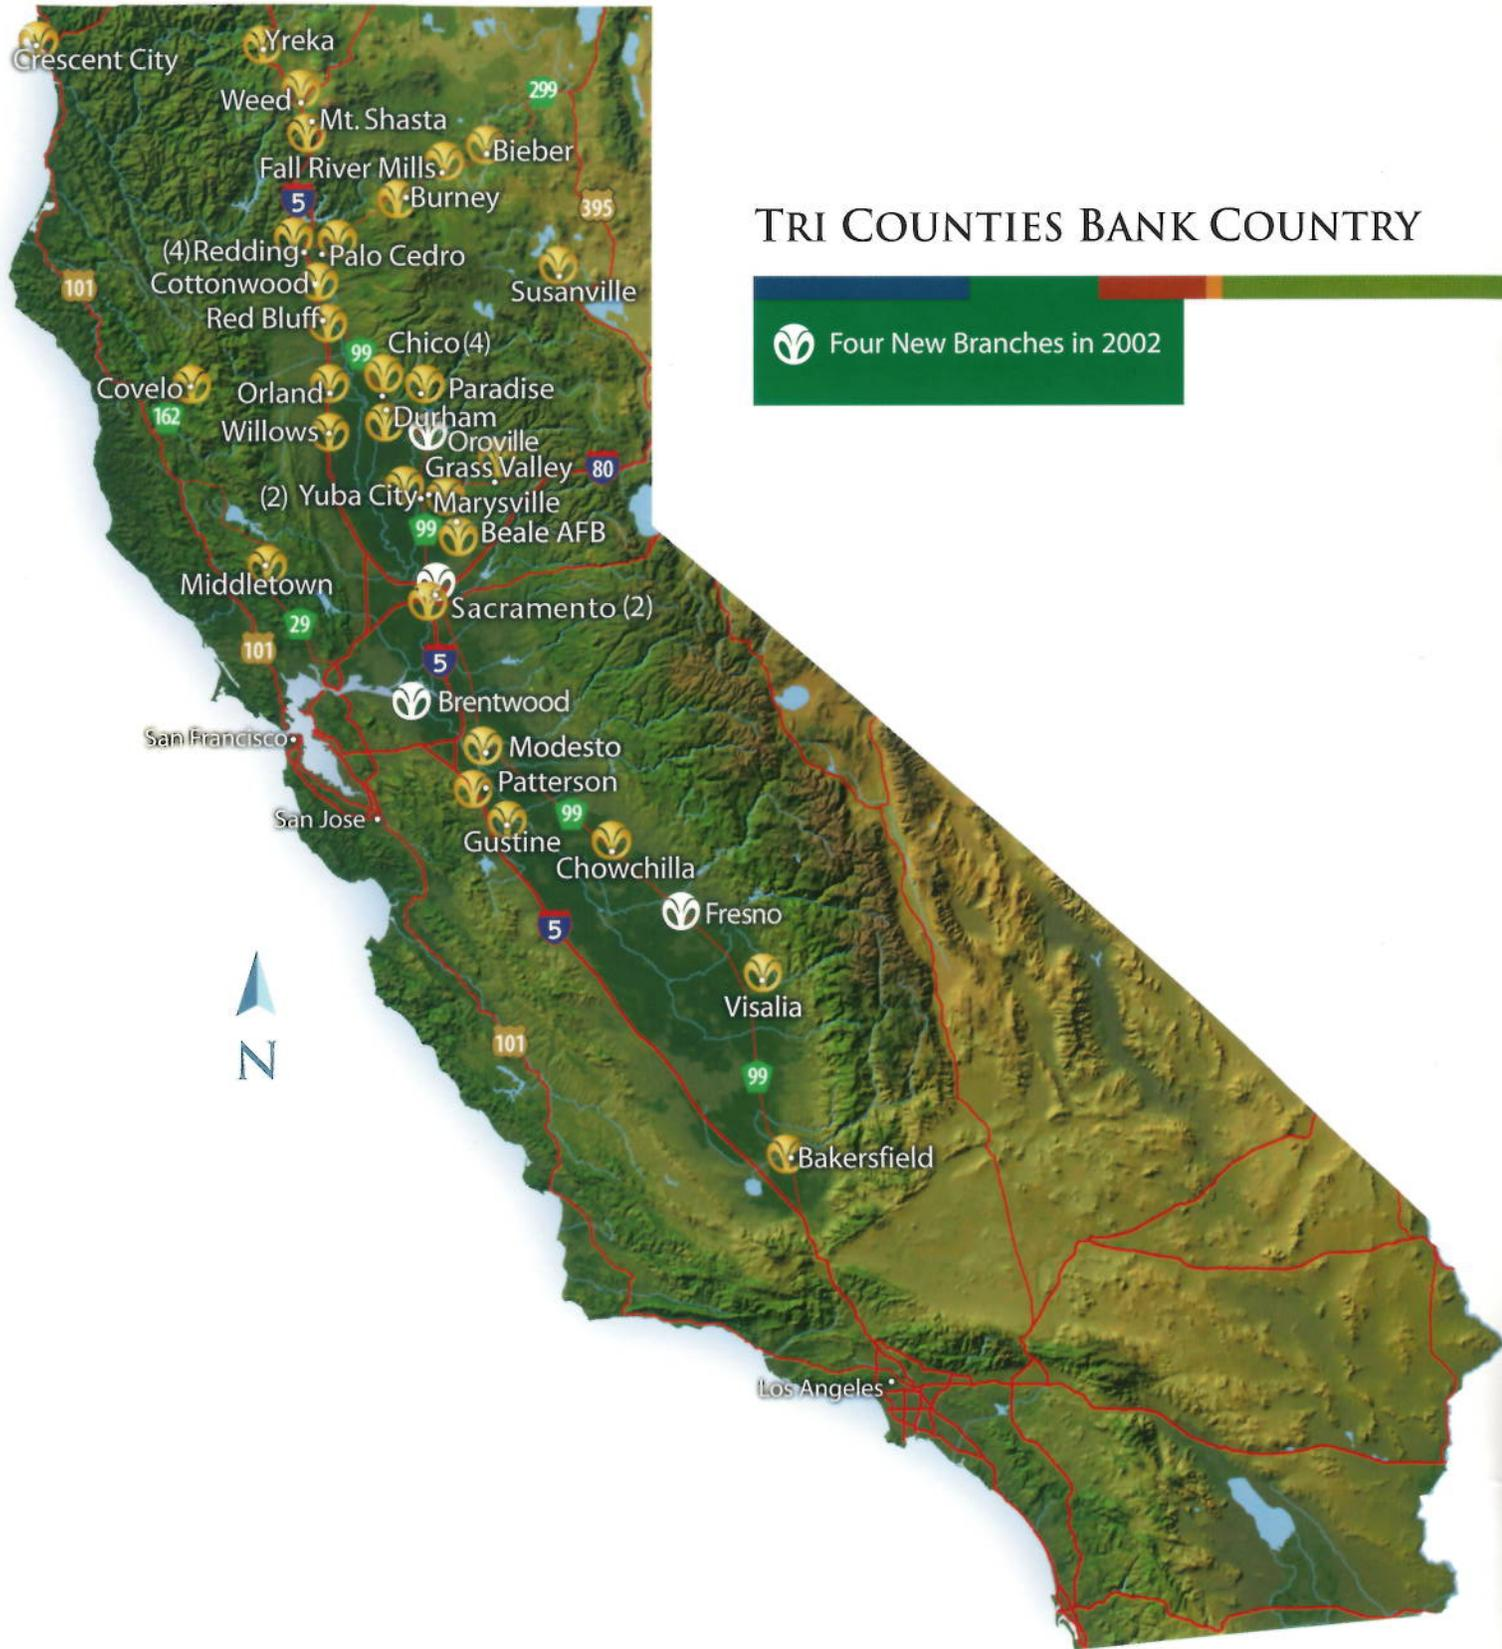 Crescent City
Yreka
Weed
299
Mt. Shasta
Bieber
Fall River Mills
5
Burney
395
TRI COUNTIES BANK COUNTRY
(4) Redding
Palo Cedro
101
Cottonwood
Susanville
Red Bluff
Four New Branches in 2002
99
Chico (4)
Covelo
Orland
Paradise
162
Durham
Willows
Oroville
Grass Valley
80
(2) Yuba City
Marysville
99
Beale AFB
Middletown
Sacramento (2)
29
101
5
Brentwood
San Francisco
Modesto
Patterson
99
San Jose
Gustine
Chowchilla
Fresno
5
Visalia
101
N
99
Bakersfield
Los Angeles